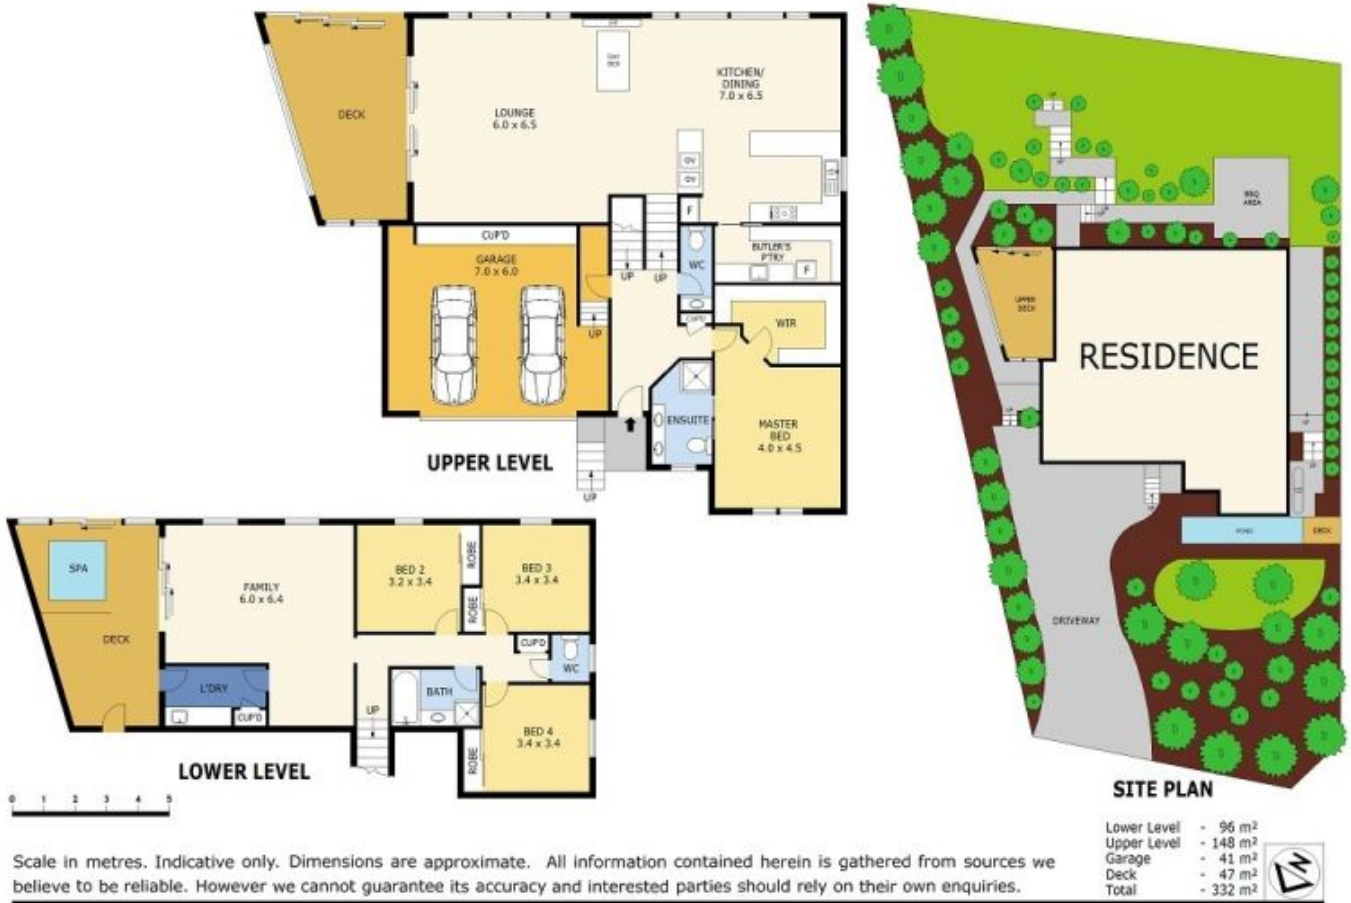 DECK
LOUNGE
6.0 x 6.5
KITCHEN/
DINING
7.0 x 6.5
OV
OV
F
CUP'D
GARAGE
7.0 x 6.0
UP
UP
UP
WC
CUP'D
BUTLER'S
P'TRY
F
WIR
ENSUITE
MASTER
BED
4.0 x 4.5
UP
UPPER LEVEL
SPA
DECK
FAMILY
6.0 x 6.4
L'DRY
CUP'D
BED 2
3.2 x 3.4
ROBE
ROBE
BED 3
3.4 x 3.4
CUP'D
WC
BATH
UP
BED 4
3.4 x 3.4
ROBE
LOWER LEVEL
0 1 2 3 4 5
UP
UP
BBQ
AREA
UPPER
DECK
RESIDENCE
UP
UP
UP
UP
POND
DECK
DRIVEWAY
SITE PLAN
Lower Level - 96 m²
Upper Level - 148 m²
Garage - 41 m²
Deck - 47 m²
Total - 332 m²
N
Scale in metres. Indicative only. Dimensions are approximate. All information contained herein is gathered from sources we
believe to be reliable. However we cannot guarantee its accuracy and interested parties should rely on their own enquiries.